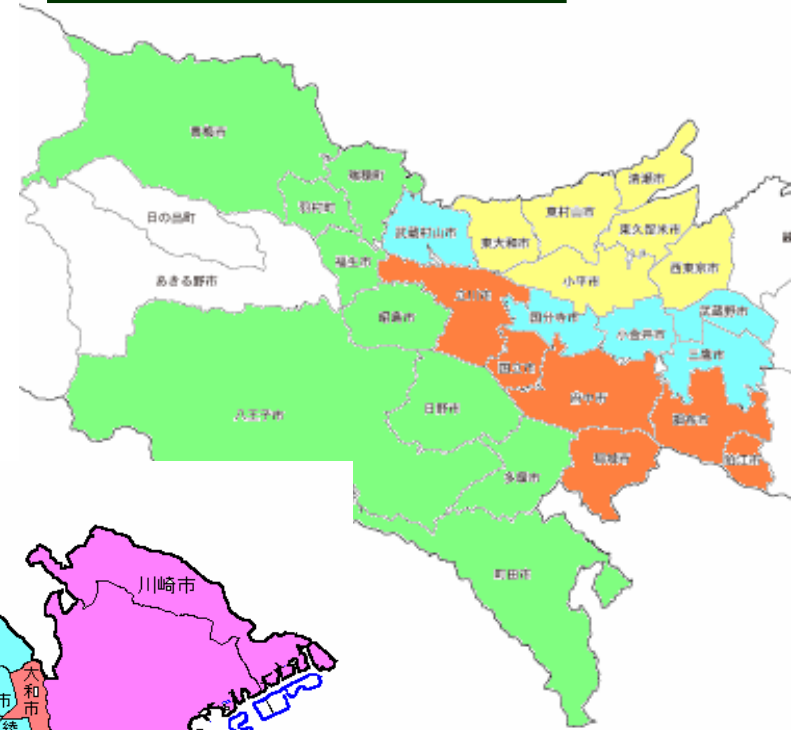 青梅市
瑞穂町
羽村町
日の出町
あきる野市
福生市
武蔵村山市
東大和市
東村山市
清瀬市
東久留米市
西東京市
小平市
立川市
昭島市
国分寺市
小金井市
武蔵野市
三鷹市
国立市
府中市
調布市
狛江市
稲城市
日野市
八王子市
多摩市
町田市
川崎市
大和市
市
綾